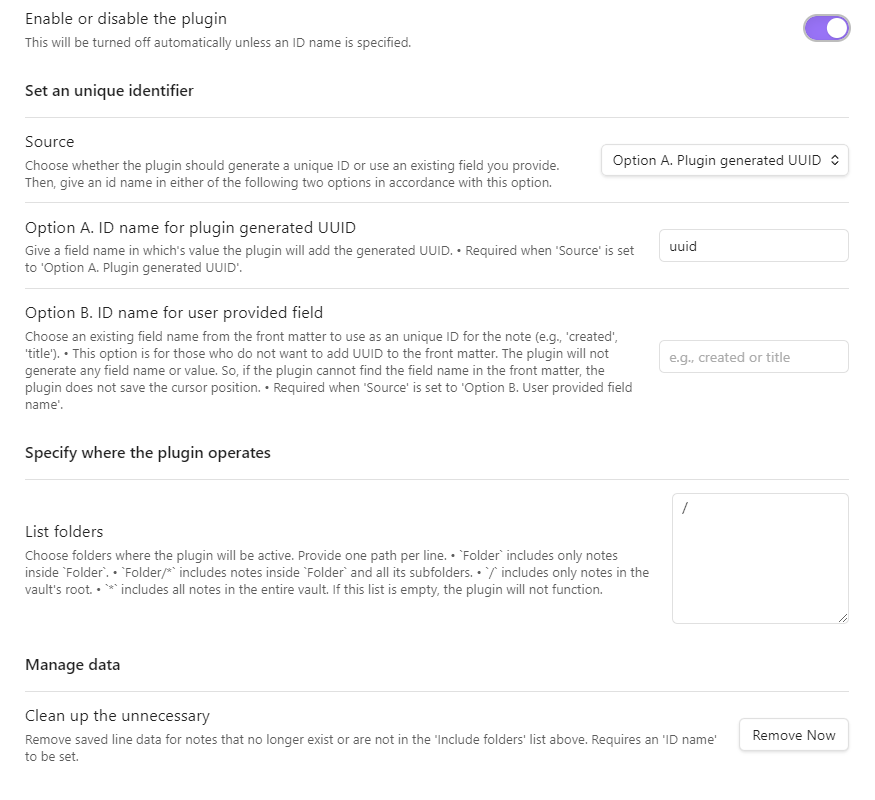 Enable or disable the plugin
This will be turned off automatically unless an ID name is specified.
Set an unique identifier
Source
Choose whether the plugin should generate a unique ID or use an existing field you provide.
Then, give an id name in either of the following two options in accordance with this option.
Option A. Plugin generated UUID
Option A. ID name for plugin generated UUID
Give a field name in which's value the plugin will add the generated UUID. • Required when 'Source' is set
to 'Option A. Plugin generated UUID'.
uuid
Option B. ID name for user provided field
Choose an existing field name from the front matter to use as an unique ID for the note (e.g., 'created',
'title'). • This option is for those who do not want to add UUID to the front matter. The plugin will not
generate any field name or value. So, if the plugin cannot find the field name in the front matter, the
plugin does not save the cursor position. • Required when 'Source' is set to 'Option B. User provided field
name'.
e.g., created or title
Specify where the plugin operates
List folders
Choose folders where the plugin will be active. Provide one path per line. • `Folder` includes only notes
inside `Folder`. • `Folder/*` includes notes inside `Folder` and all its subfolders. • `/` includes only notes in the
vault's root. • `*` includes all notes in the entire vault. If this list is empty, the plugin will not function.
/
Manage data
Clean up the unnecessary
Remove saved line data for notes that no longer exist or are not in the 'Include folders' list above. Requires an 'ID name'
to be set.
Remove Now